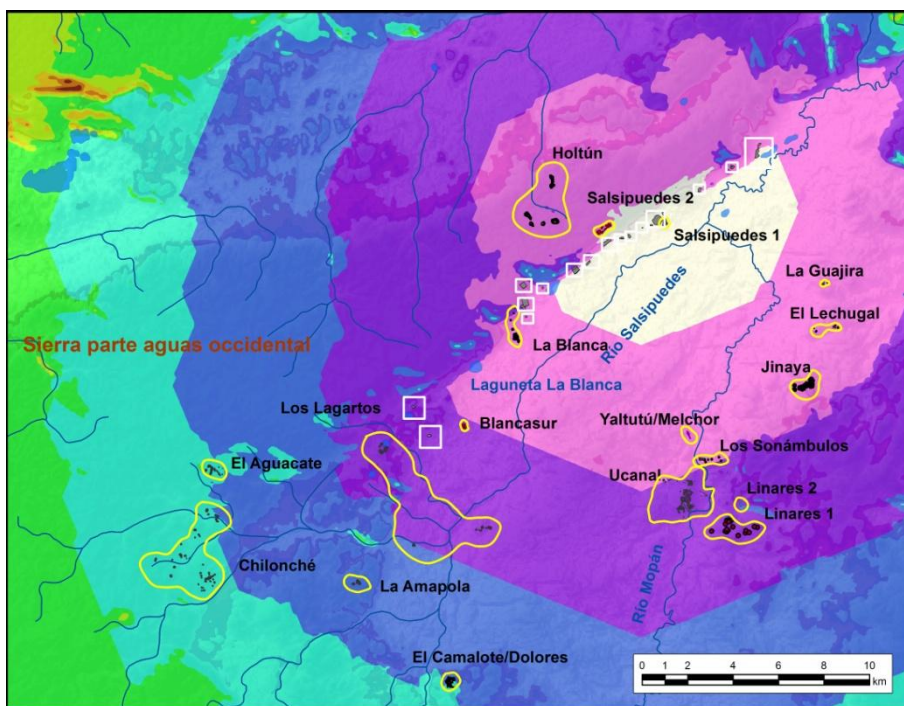 Holtún
Salsipuedes 2
Salsipuedes 1
La Guajira
El Lechugal
Río Salsipuedes
La Blanca
Sierra parte aguas occidental
Jinaya
Laguneta La Blanca
Los Lagartos
Blancasur
Yaltutú/Melchor
Los Sonámbulos
El Aguacate
Ucanal
Linares 2
Linares 1
Chilonché
La Amapola
Río Mopán
El Camalote/Dolores
0 1 2 4 6 8 10
km